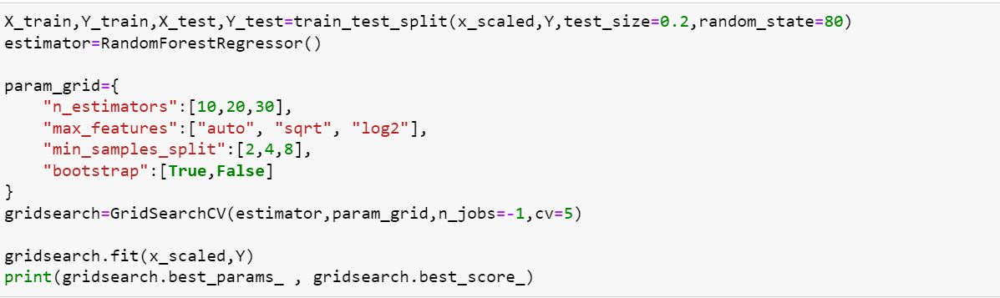 X_train,Y_train,X_test,Y_test=train_test_split(x_scaled,Y,test_size=0.2,random_state=80)
estimator=RandomForestRegressor()
param_grid={
    "n_estimators":[10,20,30],
    "max_features":["auto", "sqrt", "log2"],
    "min_samples_split":[2,4,8],
    "bootstrap":[True,False]
}
gridsearch=GridSearchCV(estimator,param_grid,n_jobs=-1,cv=5)
gridsearch.fit(x_scaled,Y)
print(gridsearch.best_params_ , gridsearch.best_score_)